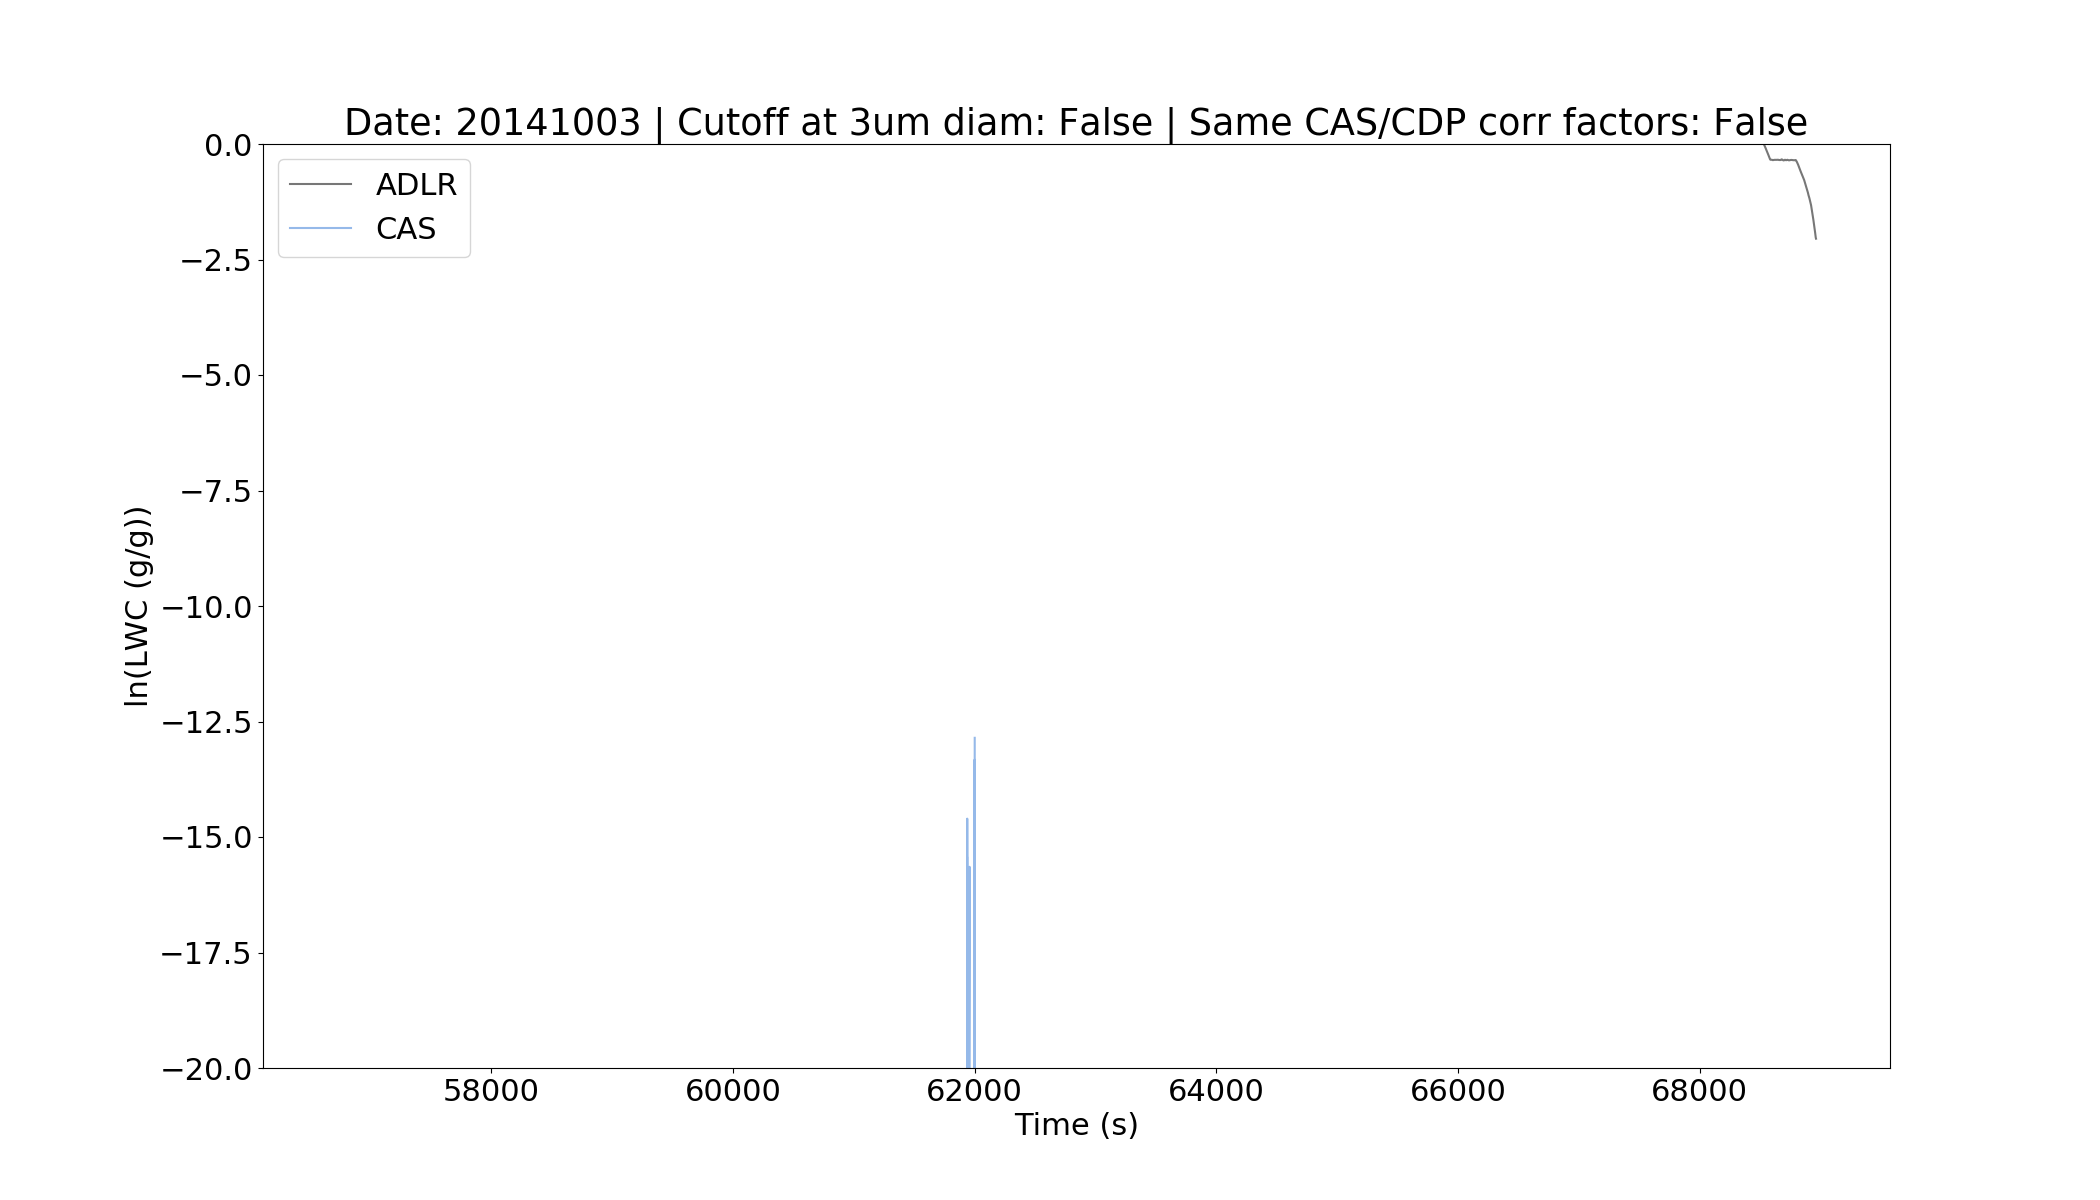 Date: 20141003 | Cutoff at 3um diam: False | Same CAS/CDP corr factors: False
ADLR
CAS
0.0
−2.5
−5.0
−7.5
−10.0
−12.5
−15.0
−17.5
−20.0
ln(LWC (g/g))
58000 60000 62000 64000 66000 68000
Time (s)